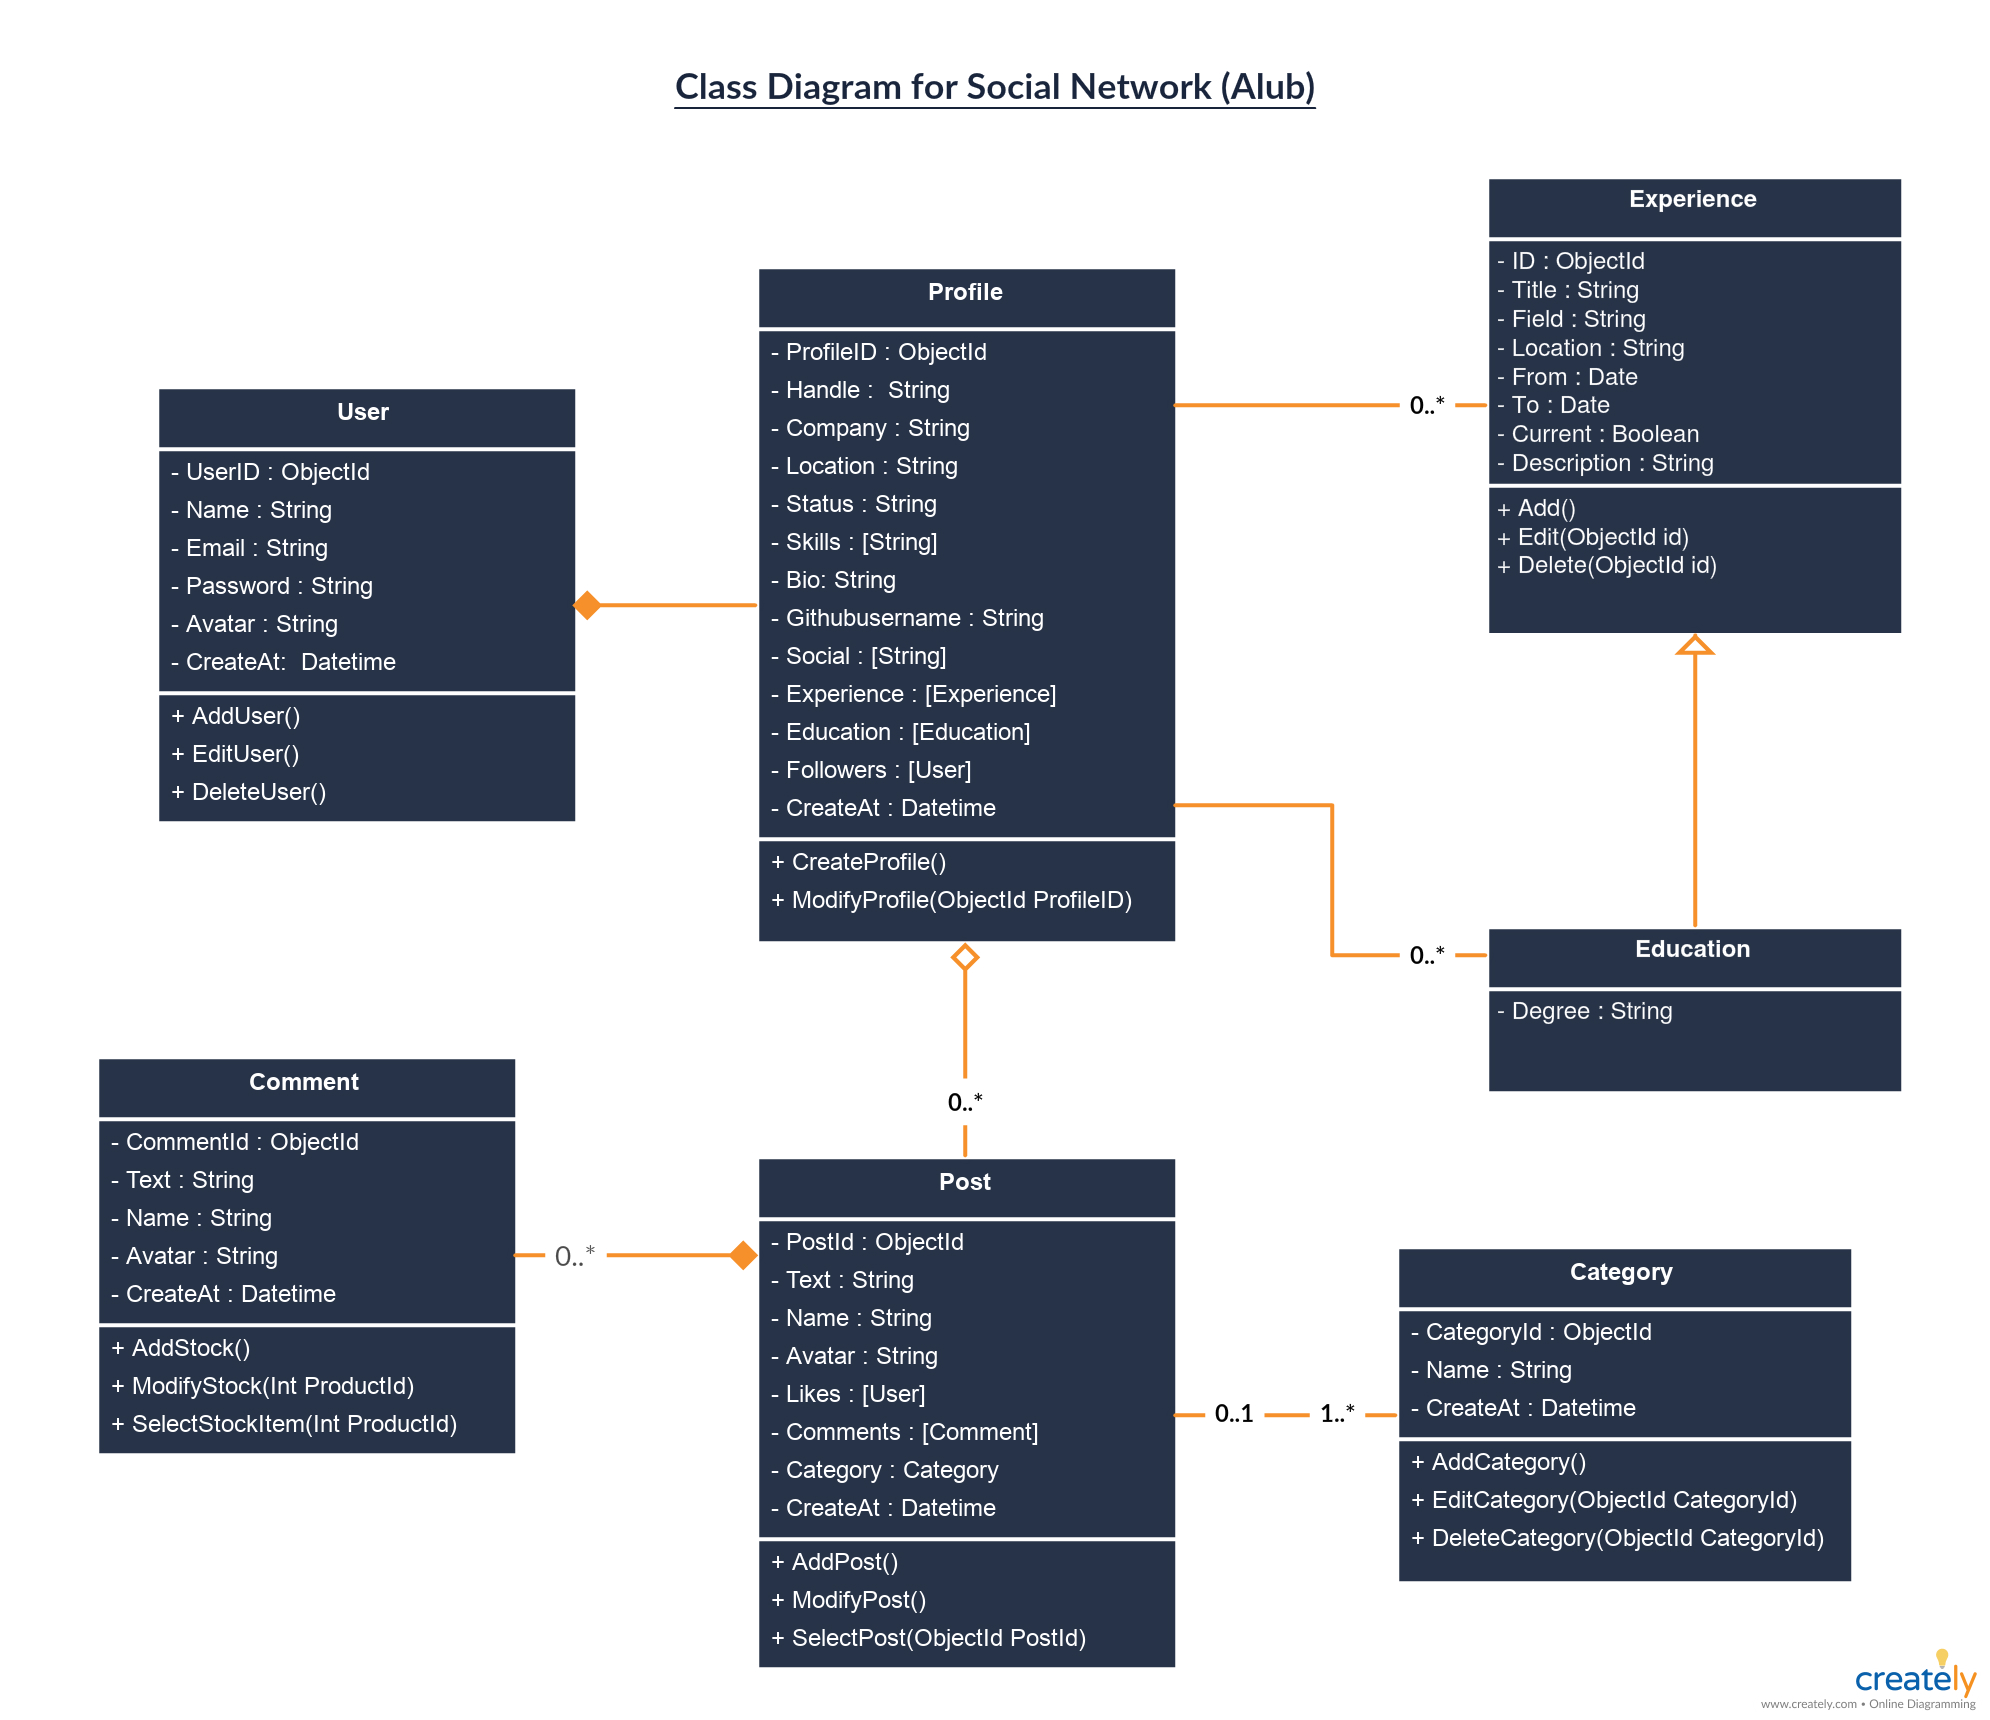 Class Diagram for Social Network (Alub)
Experience
- ID : ObjectId
- Title : String
- Field : String
- Location : String
- From : Date
- To : Date
- Current : Boolean
- Description : String
+ Add()
+ Edit(ObjectId id)
+ Delete(ObjectId id)
Profile
- ProfileID : ObjectId
- Handle :  String
- Company : String
- Location : String
- Status : String
- Skills : [String]
- Bio: String
- Githubusername : String
- Social : [String]
- Experience : [Experience]
- Education : [Education]
- Followers : [User]
- CreateAt : Datetime
+ CreateProfile()
+ ModifyProfile(ObjectId ProfileID)
0..*
User
- UserID : ObjectId
- Name : String
- Email : String
- Password : String
- Avatar : String
- CreateAt:  Datetime
+ AddUser()
+ EditUser()
+ DeleteUser()
0..*
Education
- Degree : String
0..*
Comment
- CommentId : ObjectId
- Text : String
- Name : String
- Avatar : String
- CreateAt : Datetime
+ AddStock()
+ ModifyStock(Int ProductId)
+ SelectStockItem(Int ProductId)
0..*
Post
- PostId : ObjectId
- Text : String
- Name : String
- Avatar : String
- Likes : [User]
- Comments : [Comment]
- Category : Category
- CreateAt : Datetime
+ AddPost()
+ ModifyPost()
+ SelectPost(ObjectId PostId)
0..1
1..*
Category
- CategoryId : ObjectId
- Name : String
- CreateAt : Datetime
+ AddCategory()
+ EditCategory(ObjectId CategoryId)
+ DeleteCategory(ObjectId CategoryId)
creately
www.creately.com • Online Diagramming